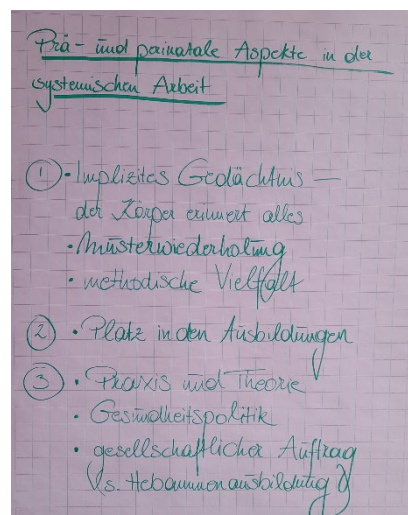 Prä- und perinatale Aspekte in der
systemischen Arbeit
① • Implizites Gedächtnis –
der Körper erinnert alles
• Musterwiederholung
• methodische Vielfalt
② • Platz in den Ausbildungen
③ • Praxis und Theorie
• Gesundheitspolitik
• gesellschaftlicher Auftrag
(s. Hebammenausbildung)